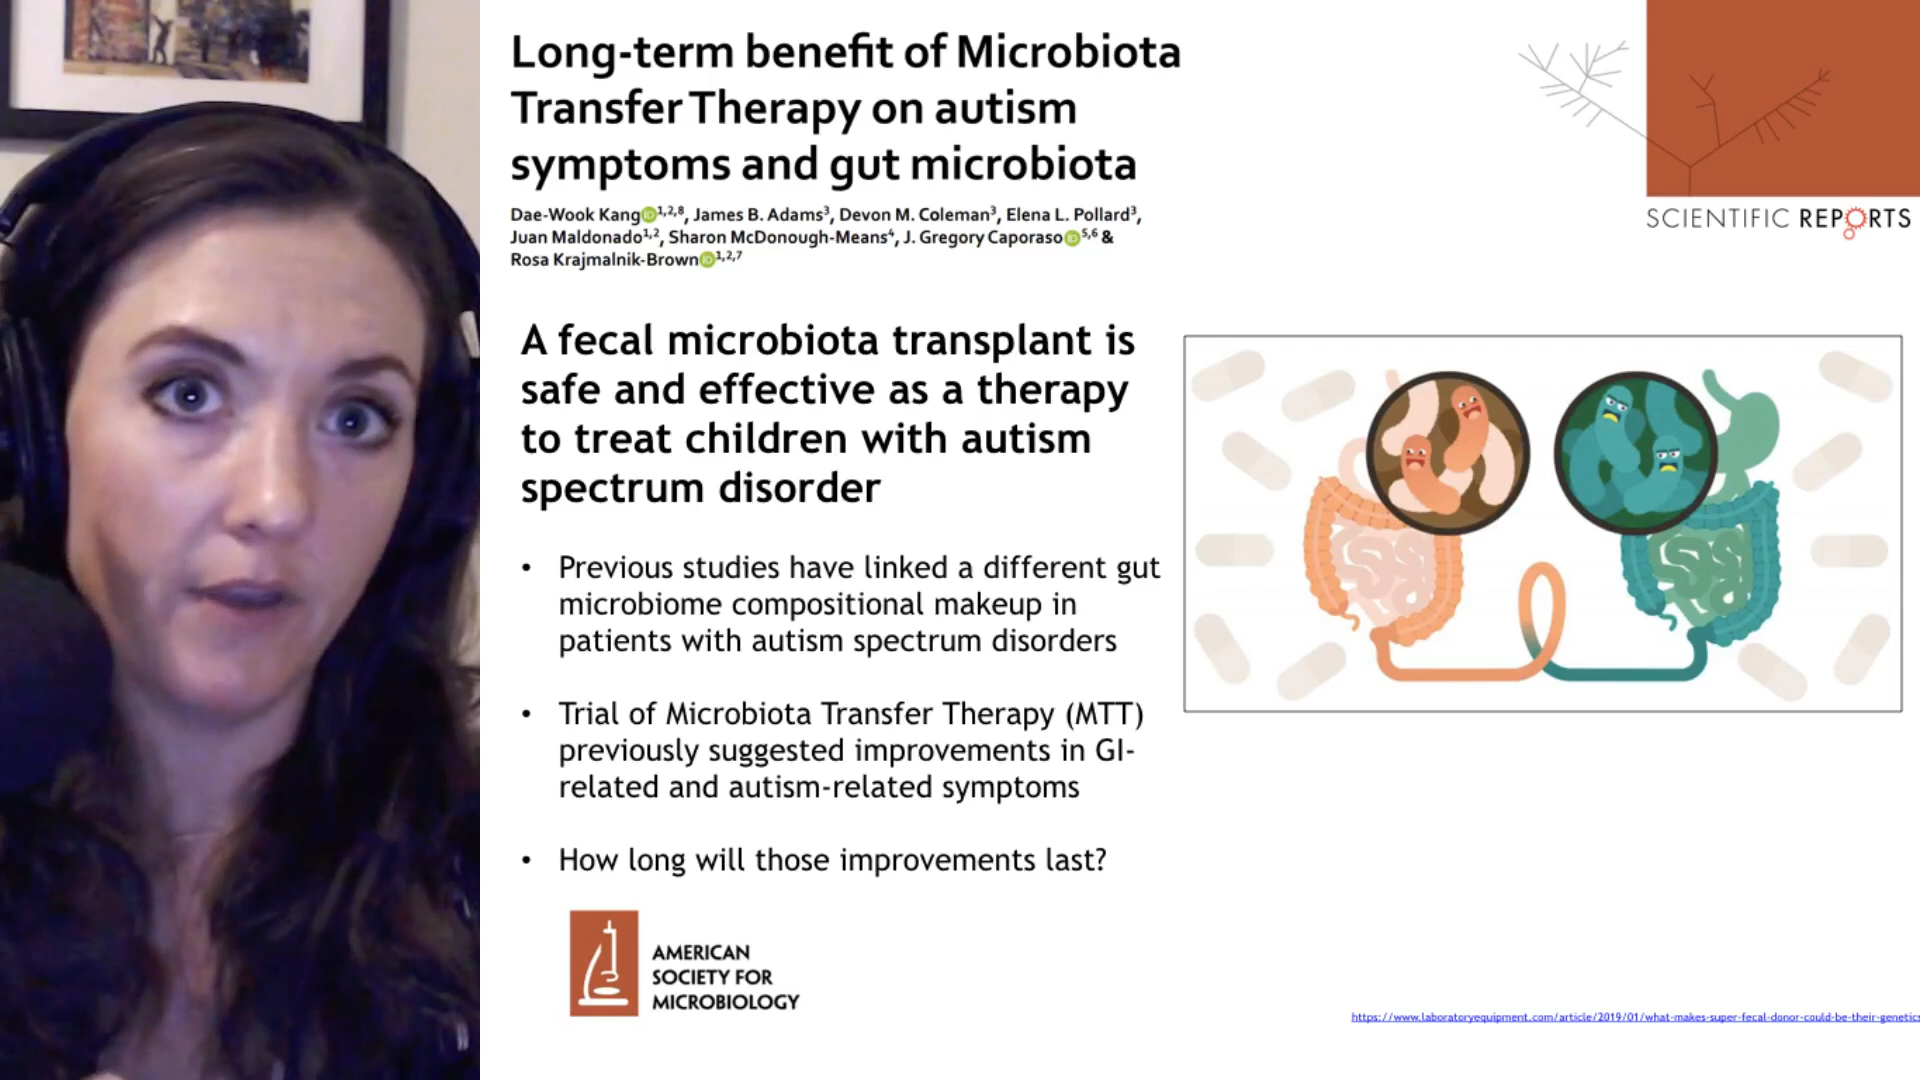 Long-term benefit of Microbiota
Transfer Therapy on autism
symptoms and gut microbiota
Dae-Wook Kang1,2,8, James B. Adams3, Devon M. Coleman3, Elena L. Pollard3,
Juan Maldonado1,2, Sharon McDonough-Means4, J. Gregory Caporaso5,6 &
Rosa Krajmalnik-Brown1,2,7
SCIENTIFIC REPORTS
A fecal microbiota transplant is
safe and effective as a therapy
to treat children with autism
spectrum disorder
• Previous studies have linked a different gut
microbiome compositional makeup in
patients with autism spectrum disorders
• Trial of Microbiota Transfer Therapy (MTT)
previously suggested improvements in GI-
related and autism-related symptoms
• How long will those improvements last?
AMERICAN
SOCIETY FOR
MICROBIOLOGY
https://www.laboratoryequipment.com/article/2019/01/what-makes-super-fecal-donor-could-be-their-genetics